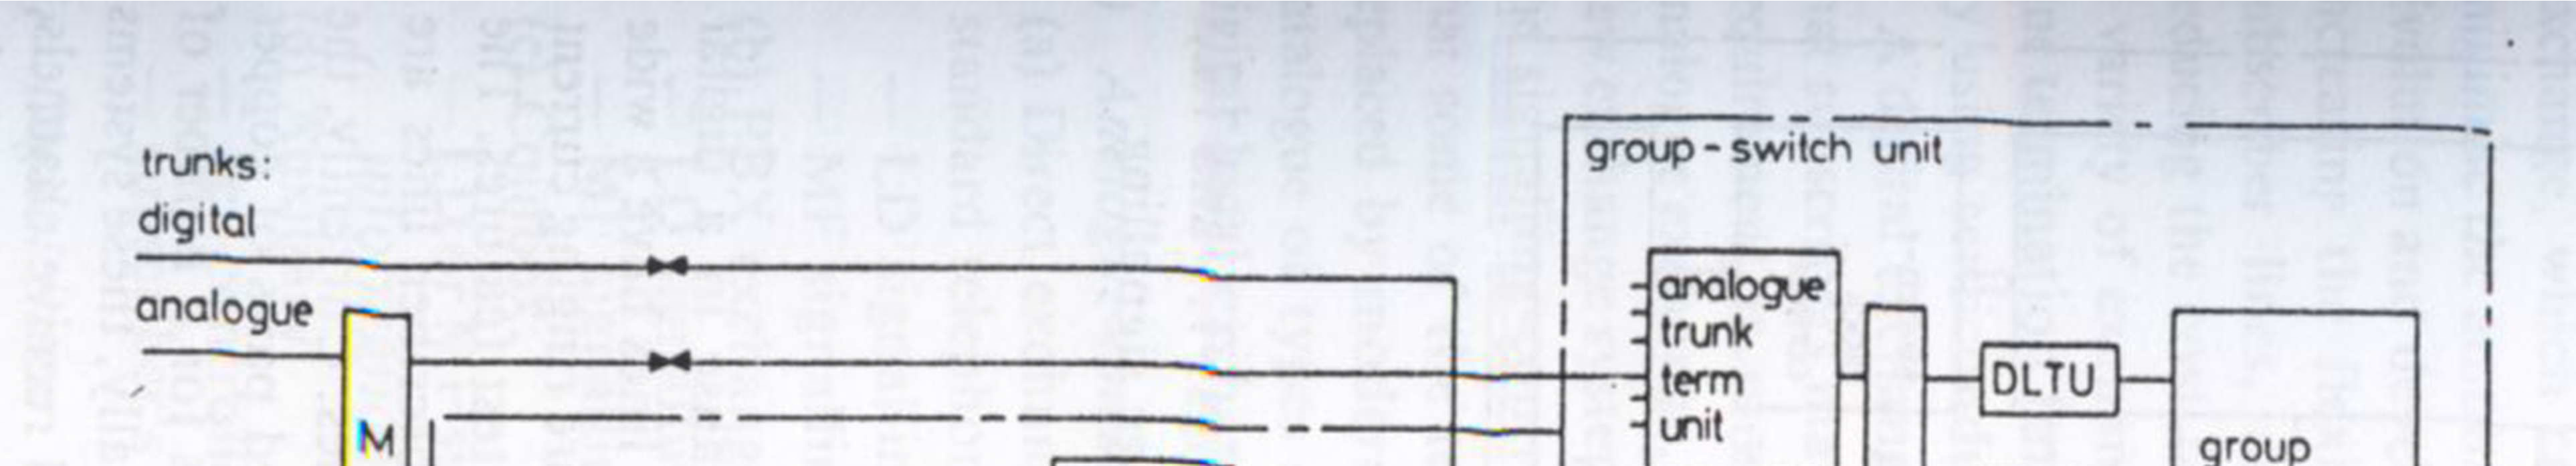 trunks:
digital
analogue
M
group-switch unit
analogue
trunk
term
unit
DLTU
group